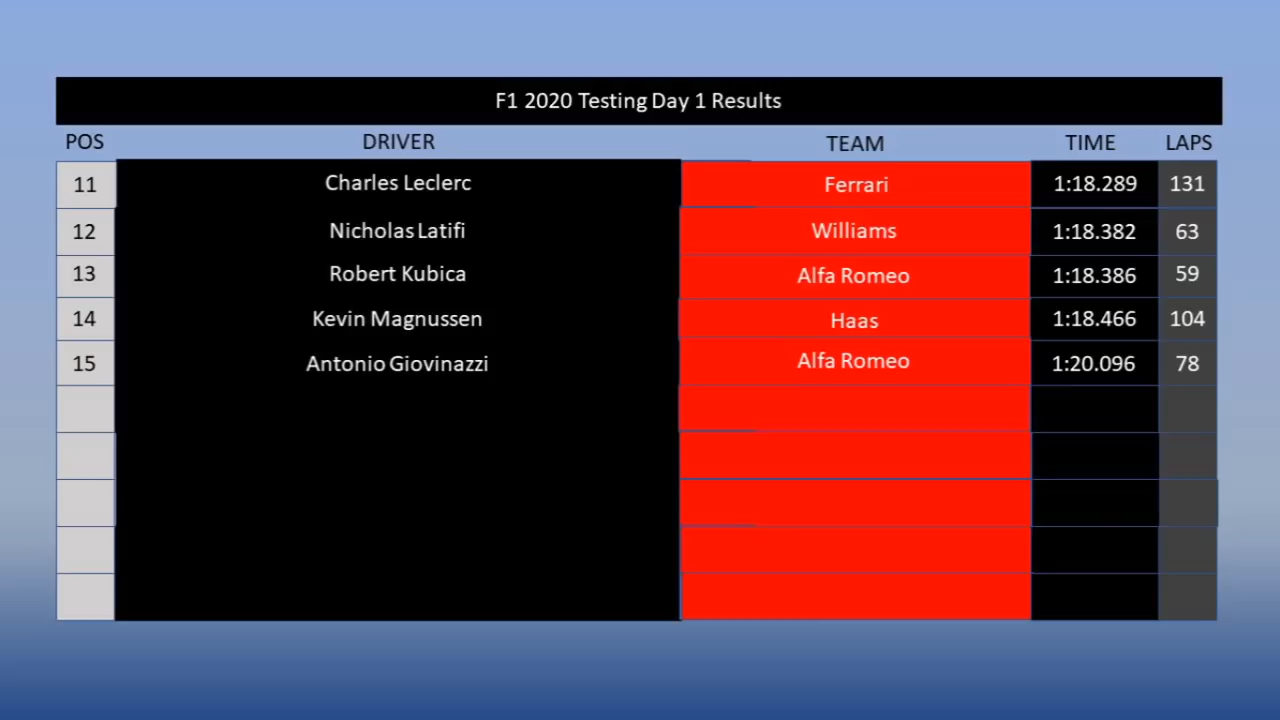 F1 2020 Testing Day 1 Results
POS DRIVER TEAM TIME LAPS
11 Charles Leclerc Ferrari 1:18.289 131
12 Nicholas Latifi Williams 1:18.382 63
13 Robert Kubica Alfa Romeo 1:18.386 59
14 Kevin Magnussen Haas 1:18.466 104
15 Antonio Giovinazzi Alfa Romeo 1:20.096 78